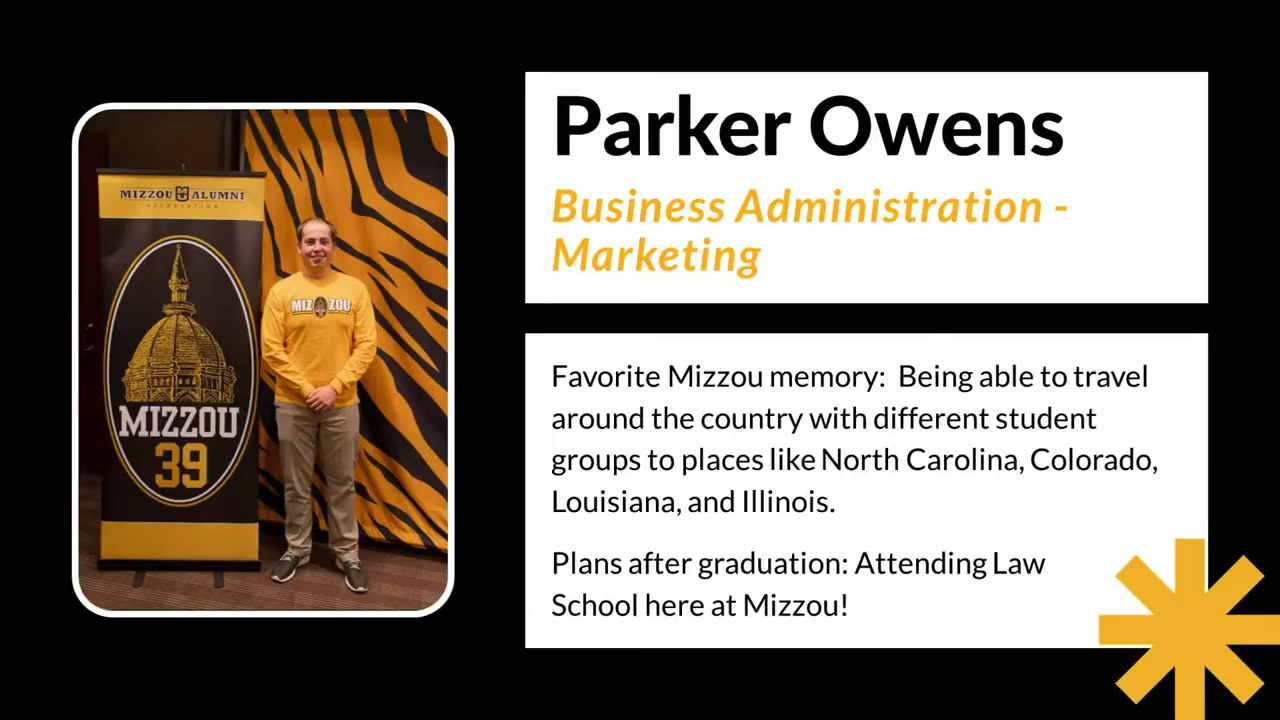 MIZZOU ALUMNI
ASSOCIATION
MIZZOU
39
MIZ ZOU
Parker Owens
Business Administration -
Marketing
Favorite Mizzou memory: Being able to travel
around the country with different student
groups to places like North Carolina, Colorado,
Louisiana, and Illinois.
Plans after graduation: Attending Law
School here at Mizzou!